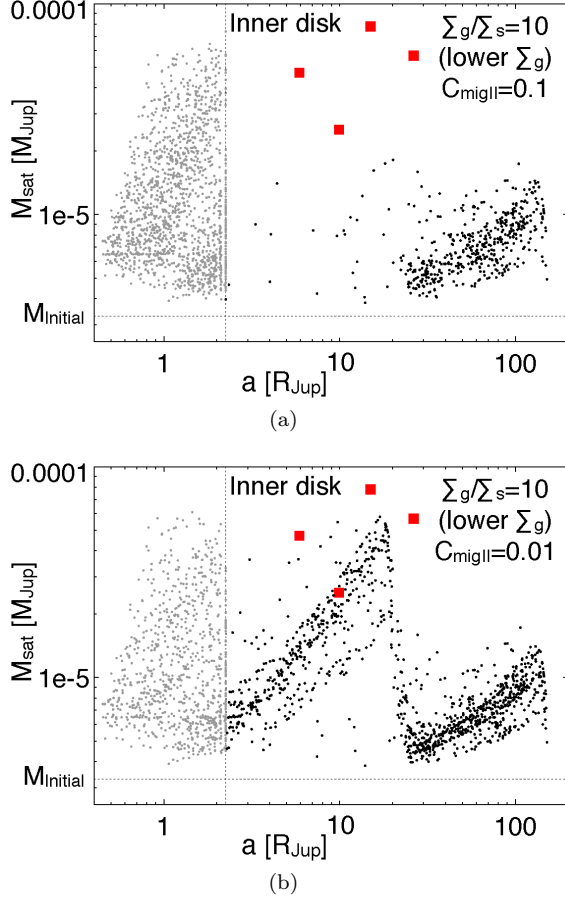 0.0001
Inner disk
Σg/Σs=10
(lower Σg)
CmigII=0.1
Msat [MJup]
1e-5
MInitial
1 10 100
a [RJup]
(a)
0.0001
Inner disk
Σg/Σs=10
(lower Σg)
CmigII=0.01
Msat [MJup]
1e-5
MInitial
1 10 100
a [RJup]
(b)